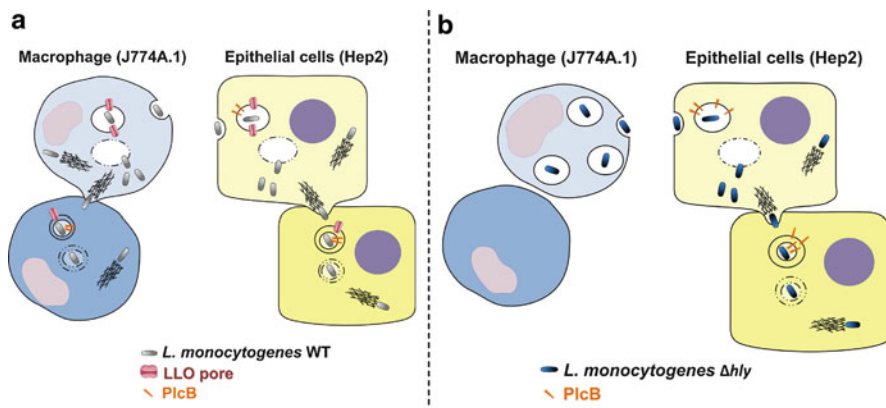 a
Macrophage (J774A.1)
Epithelial cells (Hep2)
L. monocytogenes WT
LLO pore
PlcB
b
Macrophage (J774A.1)
Epithelial cells (Hep2)
L. monocytogenes Δhly
PlcB